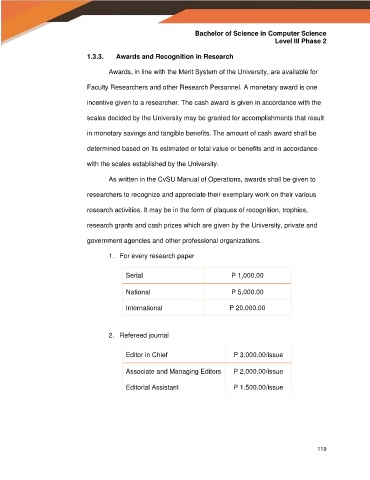 Bachelor of Science in Computer Science
Level III Phase 2
1.3.3. Awards and Recognition in Research
Awards, in line with the Merit System of the University, are available for
Faculty Researchers and other Research Personnel. A monetary award is one
incentive given to a researcher. The cash award is given in accordance with the
scales decided by the University may be granted for accomplishments that result
in monetary savings and tangible benefits. The amount of cash award shall be
determined based on its estimated or total value or benefits and in accordance
with the scales established by the University.
As written in the CvSU Manual of Operations, awards shall be given to
researchers to recognize and appreciate their exemplary work on their various
research activities. It may be in the form of plaques of recognition, trophies,
research grants and cash prizes which are given by the University, private and
government agencies and other professional organizations.
1. For every research paper
Serial P 1,000.00
National P 5,000.00
International P 20,000.00
2. Refereed journal
Editor in Chief P 3,000.00/issue
Associate and Managing Editors P 2,000.00/issue
Editorial Assistant P 1,500.00/issue
119